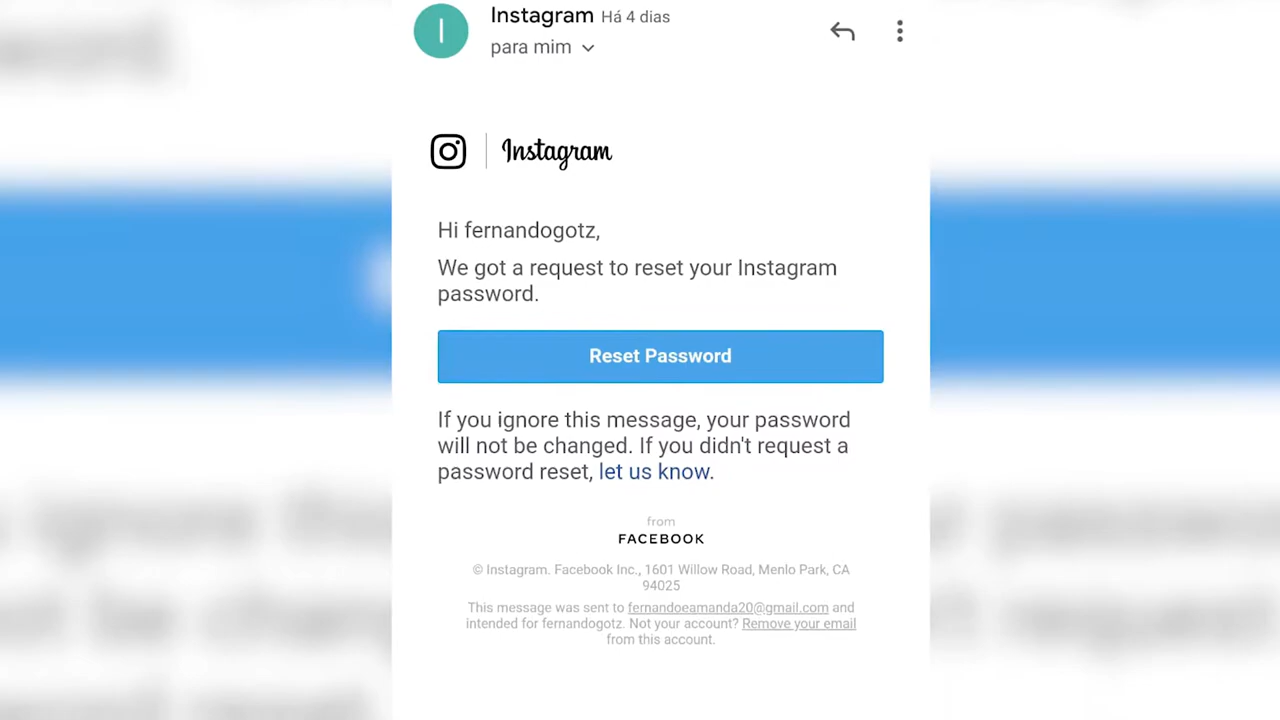 I
Instagram Há 4 dias
para mim
Instagram
Hi fernandogotz,
We got a request to reset your Instagram
password.
Reset Password
If you ignore this message, your password
will not be changed. If you didn't request a
password reset, let us know.
from
FACEBOOK
© Instagram. Facebook Inc., 1601 Willow Road, Menlo Park, CA
94025
This message was sent to fernandoeamanda20@gmail.com and
intended for fernandogotz. Not your account? Remove your email
from this account.